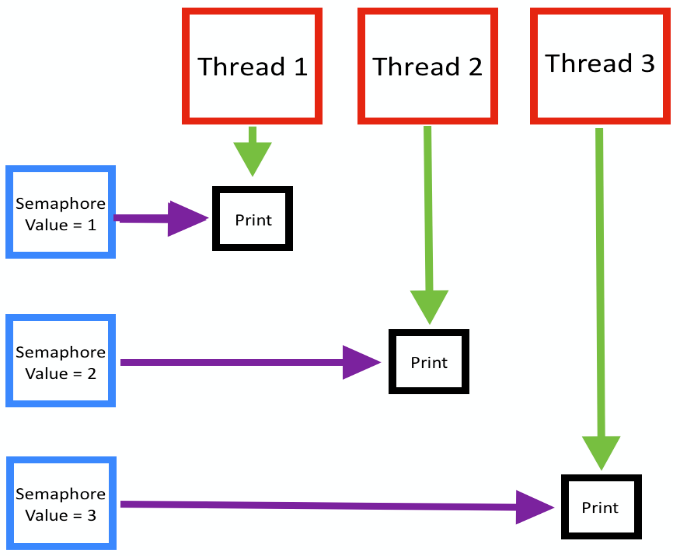 Thread 1
Thread 2
Thread 3
Semaphore
Value = 1
Print
Semaphore
Value = 2
Print
Semaphore
Value = 3
Print